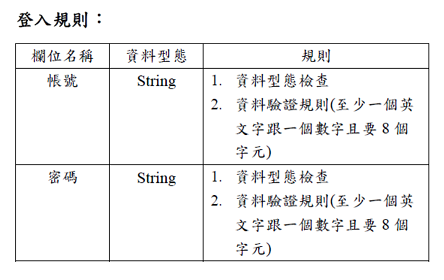 登入規則：
欄位名稱 資料型態 規則
帳號 String 1. 資料型態檢查
2. 資料驗證規則(至少一個英
文字跟一個數字且要 8 個
字元)
密碼 String 1. 資料型態檢查
2. 資料驗證規則(至少一個英
文字跟一個數字且要 8 個
字元)